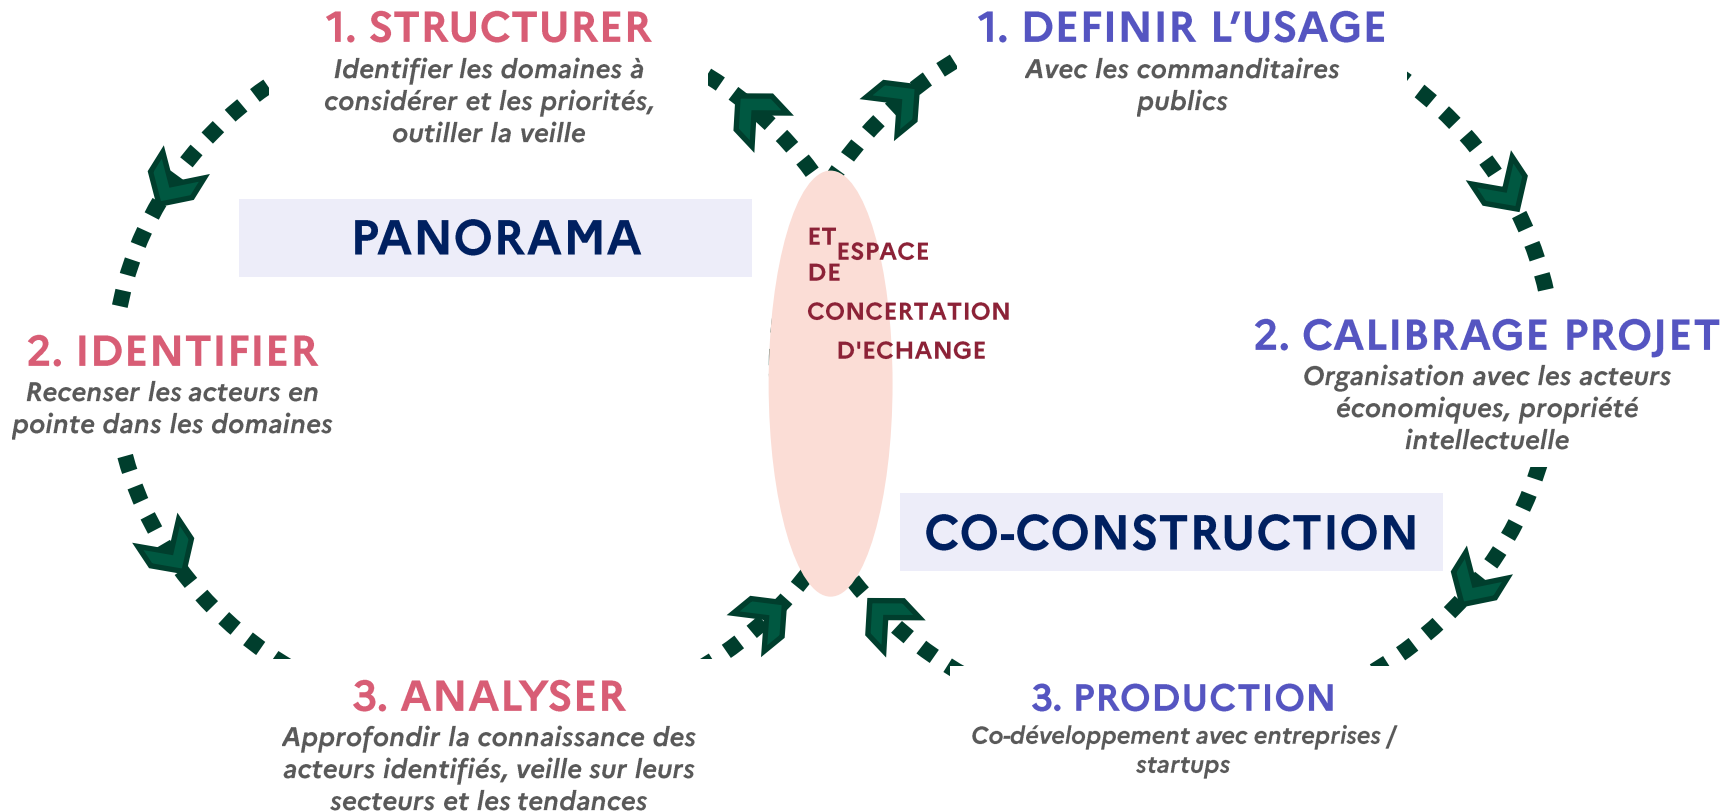 1. STRUCTURER
Identifier les domaines à
considérer et les priorités,
outiller la veille
1. DEFINIR L’USAGE
Avec les commanditaires
publics
PANORAMA
ET
ESPACE
DE
CONCERTATION
D'ECHANGE
2. IDENTIFIER
Recenser les acteurs en
pointe dans les domaines
2. CALIBRAGE PROJET
Organisation avec les acteurs
économiques, propriété
intellectuelle
CO-CONSTRUCTION
3. ANALYSER
Approfondir la connaissance des
acteurs identifiés, veille sur leurs
secteurs et les tendances
3. PRODUCTION
Co-développement avec entreprises /
startups